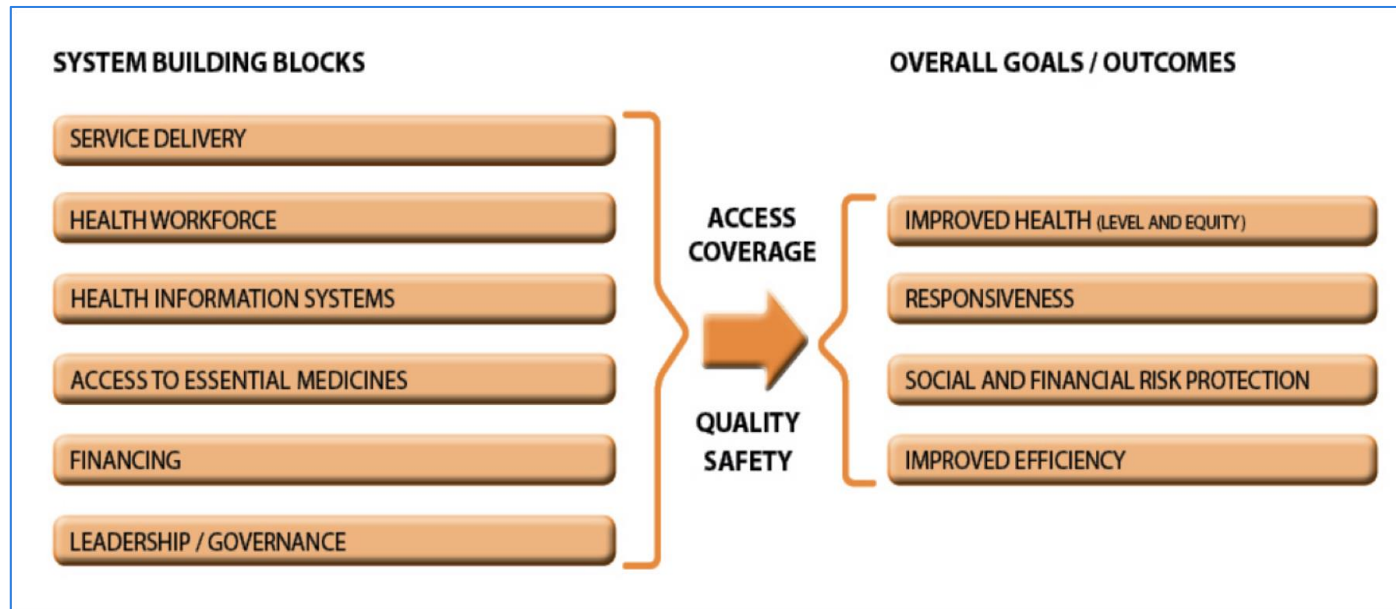 SYSTEM BUILDING BLOCKS
SERVICE DELIVERY
HEALTH WORKFORCE
HEALTH INFORMATION SYSTEMS
ACCESS TO ESSENTIAL MEDICINES
FINANCING
LEADERSHIP / GOVERNANCE
ACCESS
COVERAGE
QUALITY
SAFETY
OVERALL GOALS / OUTCOMES
IMPROVED HEALTH (LEVEL AND EQUITY)
RESPONSIVENESS
SOCIAL AND FINANCIAL RISK PROTECTION
IMPROVED EFFICIENCY